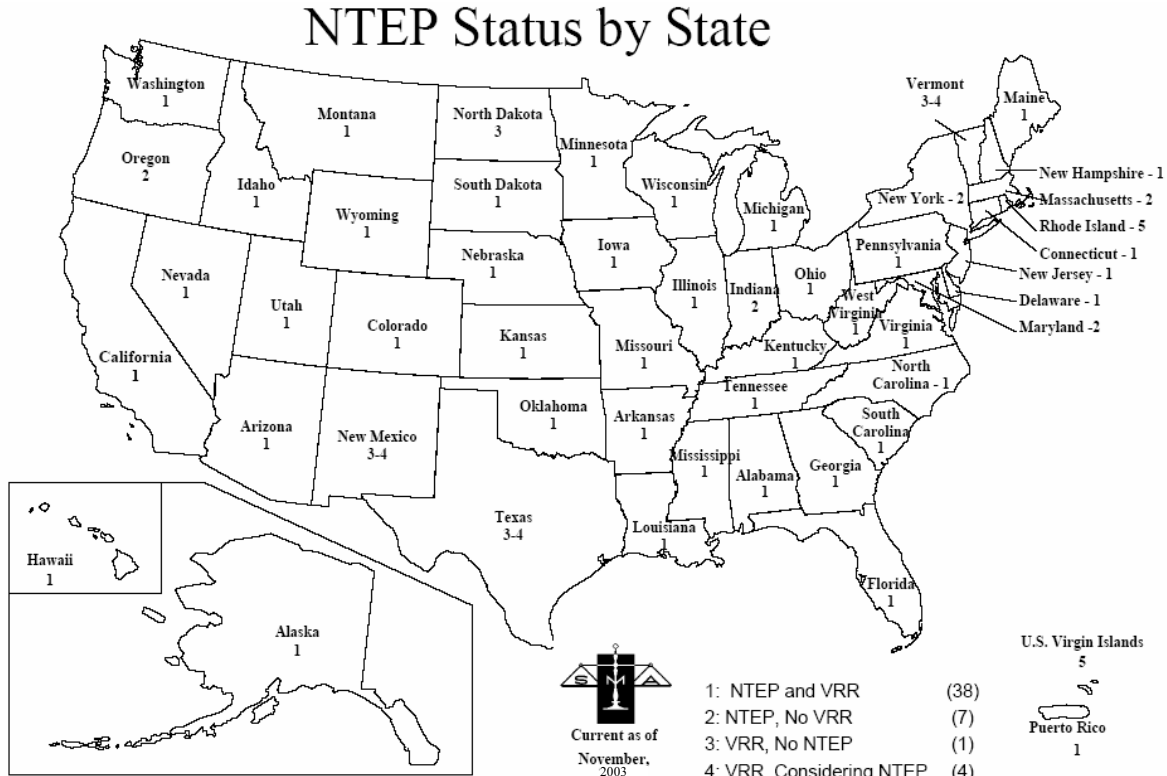 NTEP Status by State
Washington
1
Oregon
2
Idaho
1
Montana
1
Wyoming
1
North Dakota
3
South Dakota
1
Nebraska
1
Minnesota
1
Wisconsin
1
Michigan
1
Iowa
1
Vermont
3-4
Maine
1
New Hampshire - 1
Massachusetts - 2
Rhode Island - 5
Connecticut - 1
New Jersey - 1
Delaware - 1
Maryland -2
New York - 2
Pennsylvania
1
Nevada
1
Utah
1
Colorado
1
Kansas
1
Missouri
1
Illinois
1
Indiana
2
Ohio
1
West
Virginia
1
Virginia
1
Kentucky
1
California
1
Arizona
1
New Mexico
3-4
Oklahoma
1
Arkansas
1
Tennessee
1
North
Carolina - 1
South
Carolina
1
Mississippi
1
Alabama
1
Georgia
1
Texas
3-4
Louisiana
1
Florida
1
Hawaii
1
Alaska
1
S M A
Current as of
November,
2003
1: NTEP and VRR (38)
2: NTEP, No VRR (7)
3: VRR, No NTEP (1)
4: VRR, Considering NTEP (4)
U.S. Virgin Islands
5
Puerto Rico
1